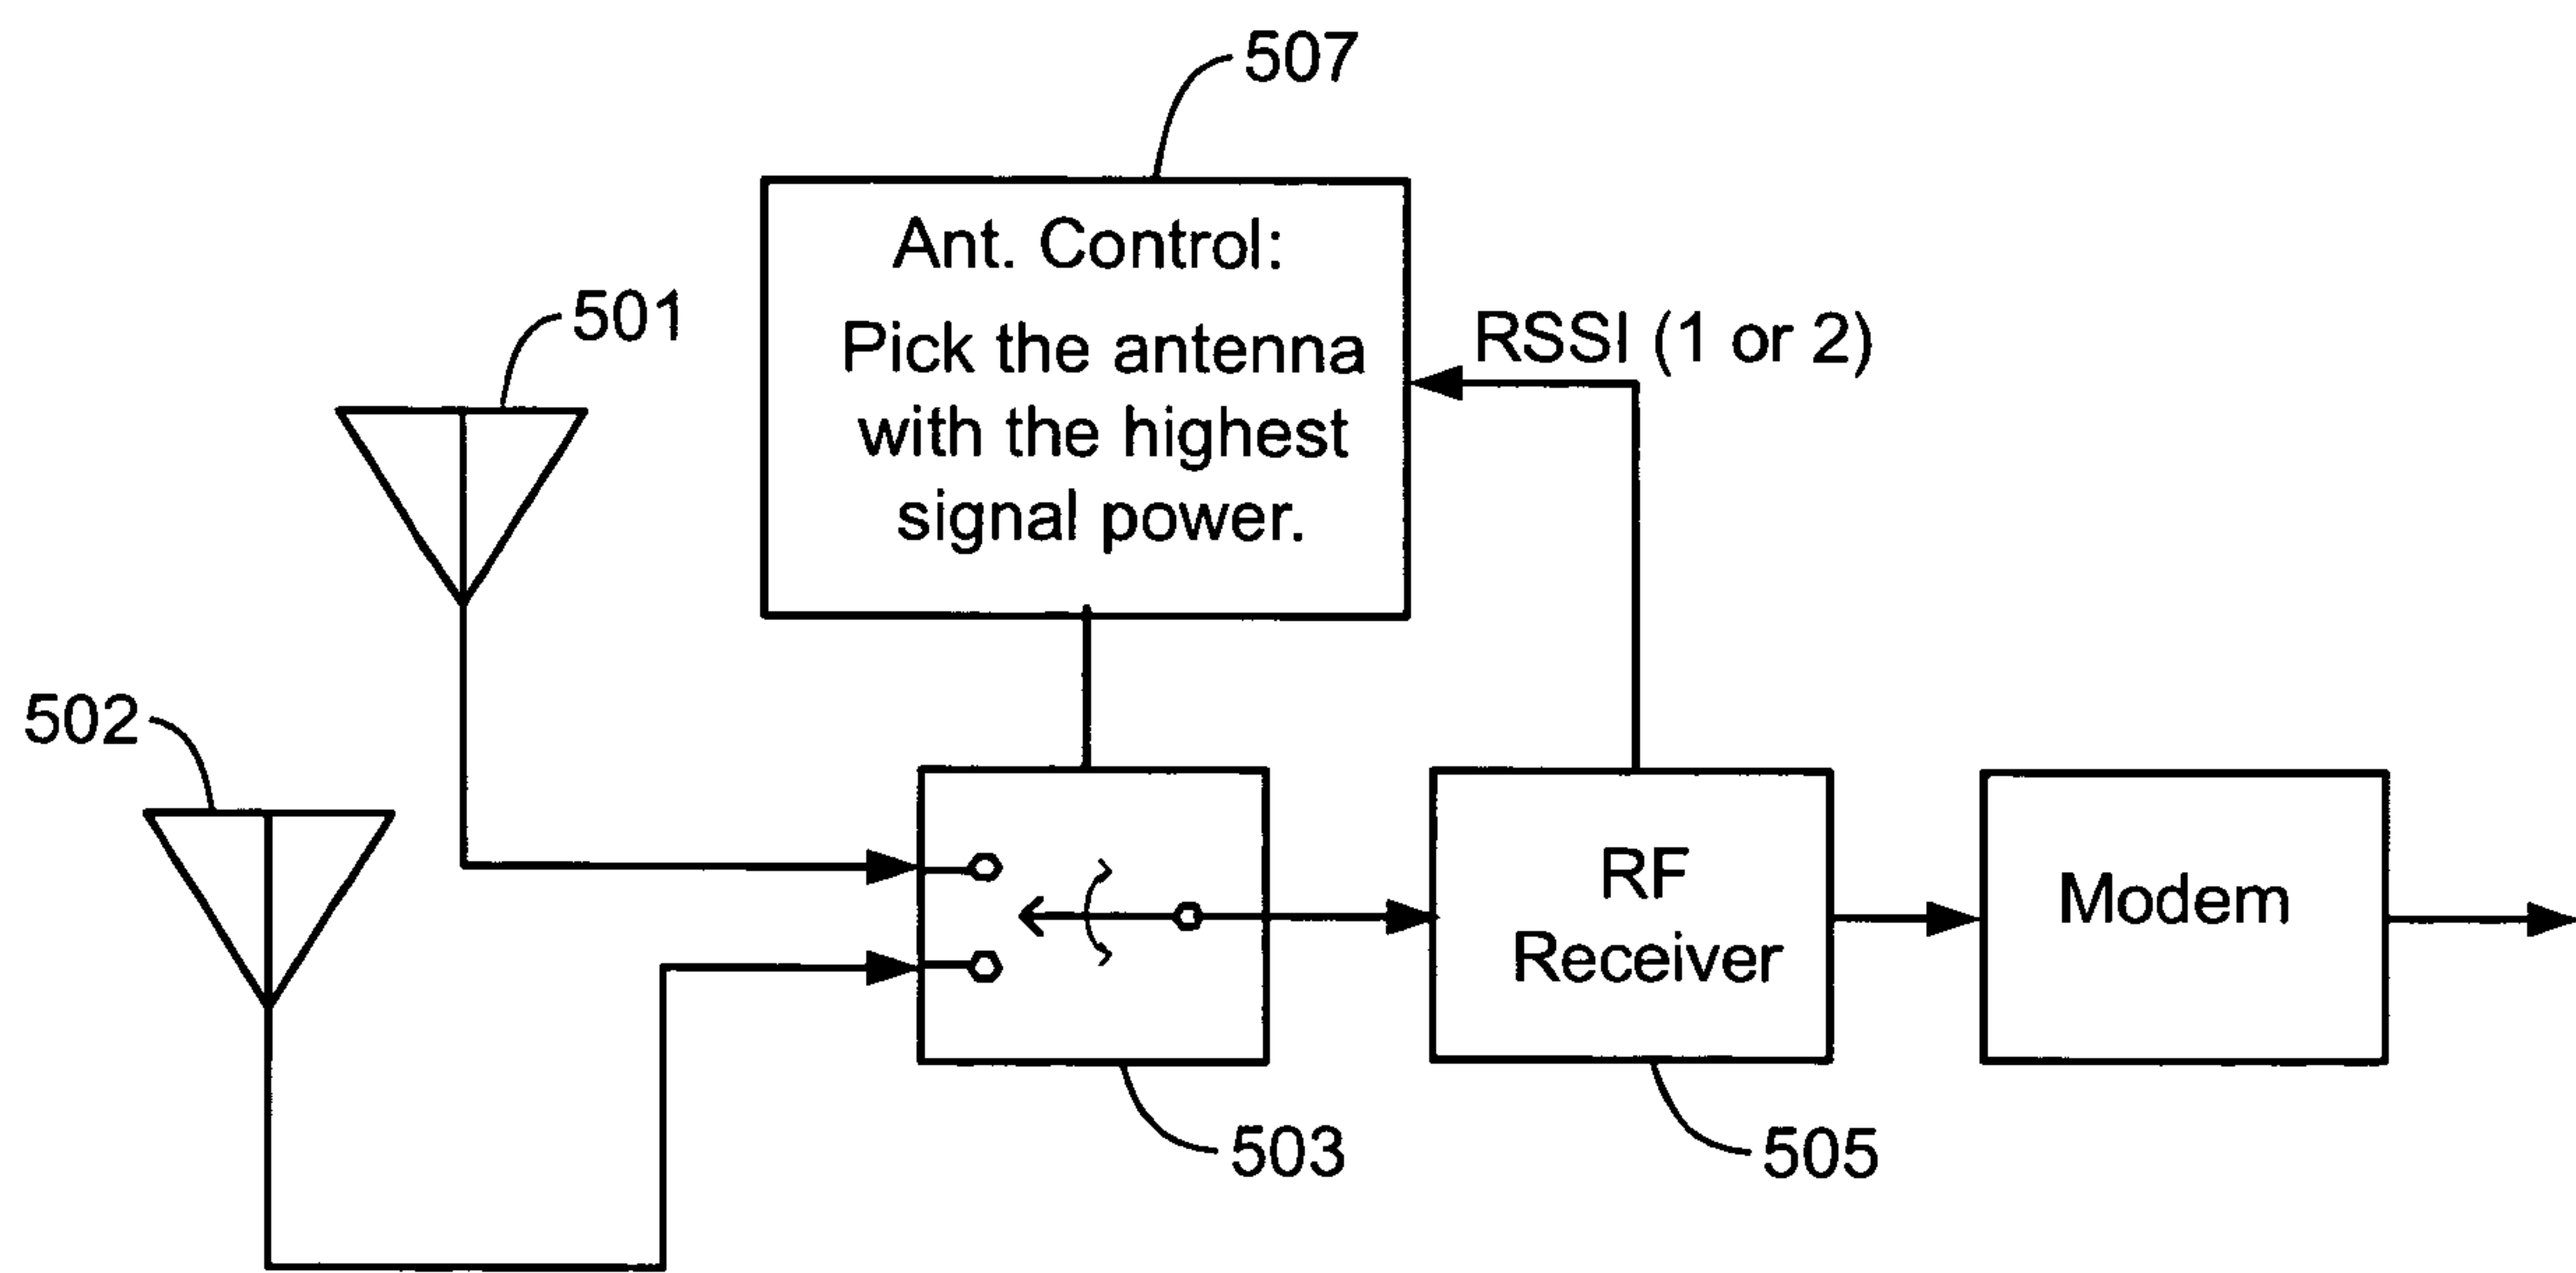 507
Ant. Control:
Pick the antenna
with the highest
signal power.
501
RSSI (1 or 2)
502
RF
Receiver
Modem
503
505